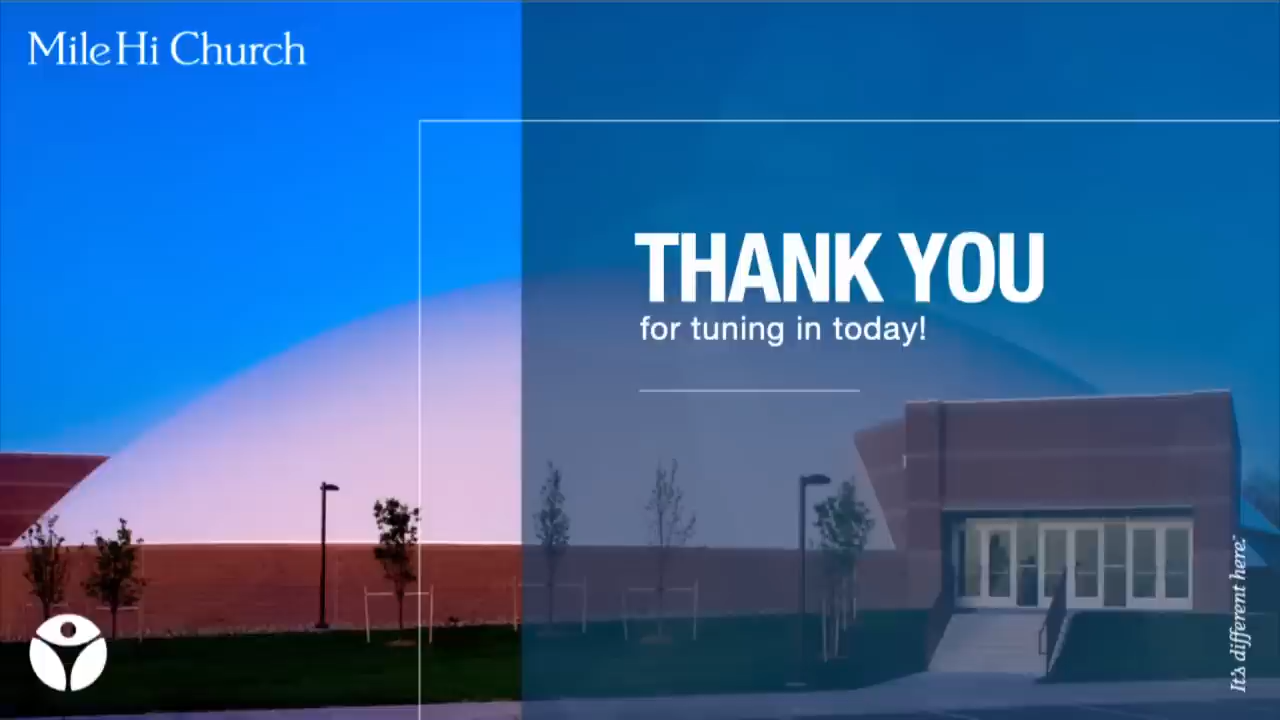 Mile Hi Church
THANK YOU
for tuning in today!
It's different here.